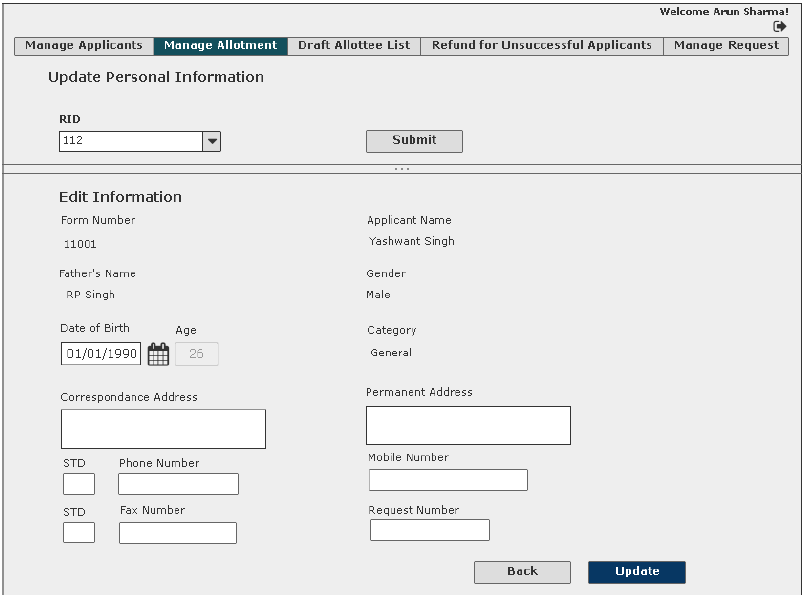 Welcome Arun Sharma!
Manage Applicants Manage Allotment Draft Allottee List Refund for Unsuccessful Applicants Manage Request
Update Personal Information
RID
112
Submit
Edit Information
Form Number Applicant Name
11001 Yashwant Singh
Father's Name Gender
RP Singh Male
Date of Birth Age Category
01/01/1990 26 General
Correspondance Address Permanent Address
STD Phone Number Mobile Number
STD Fax Number Request Number
Back Update